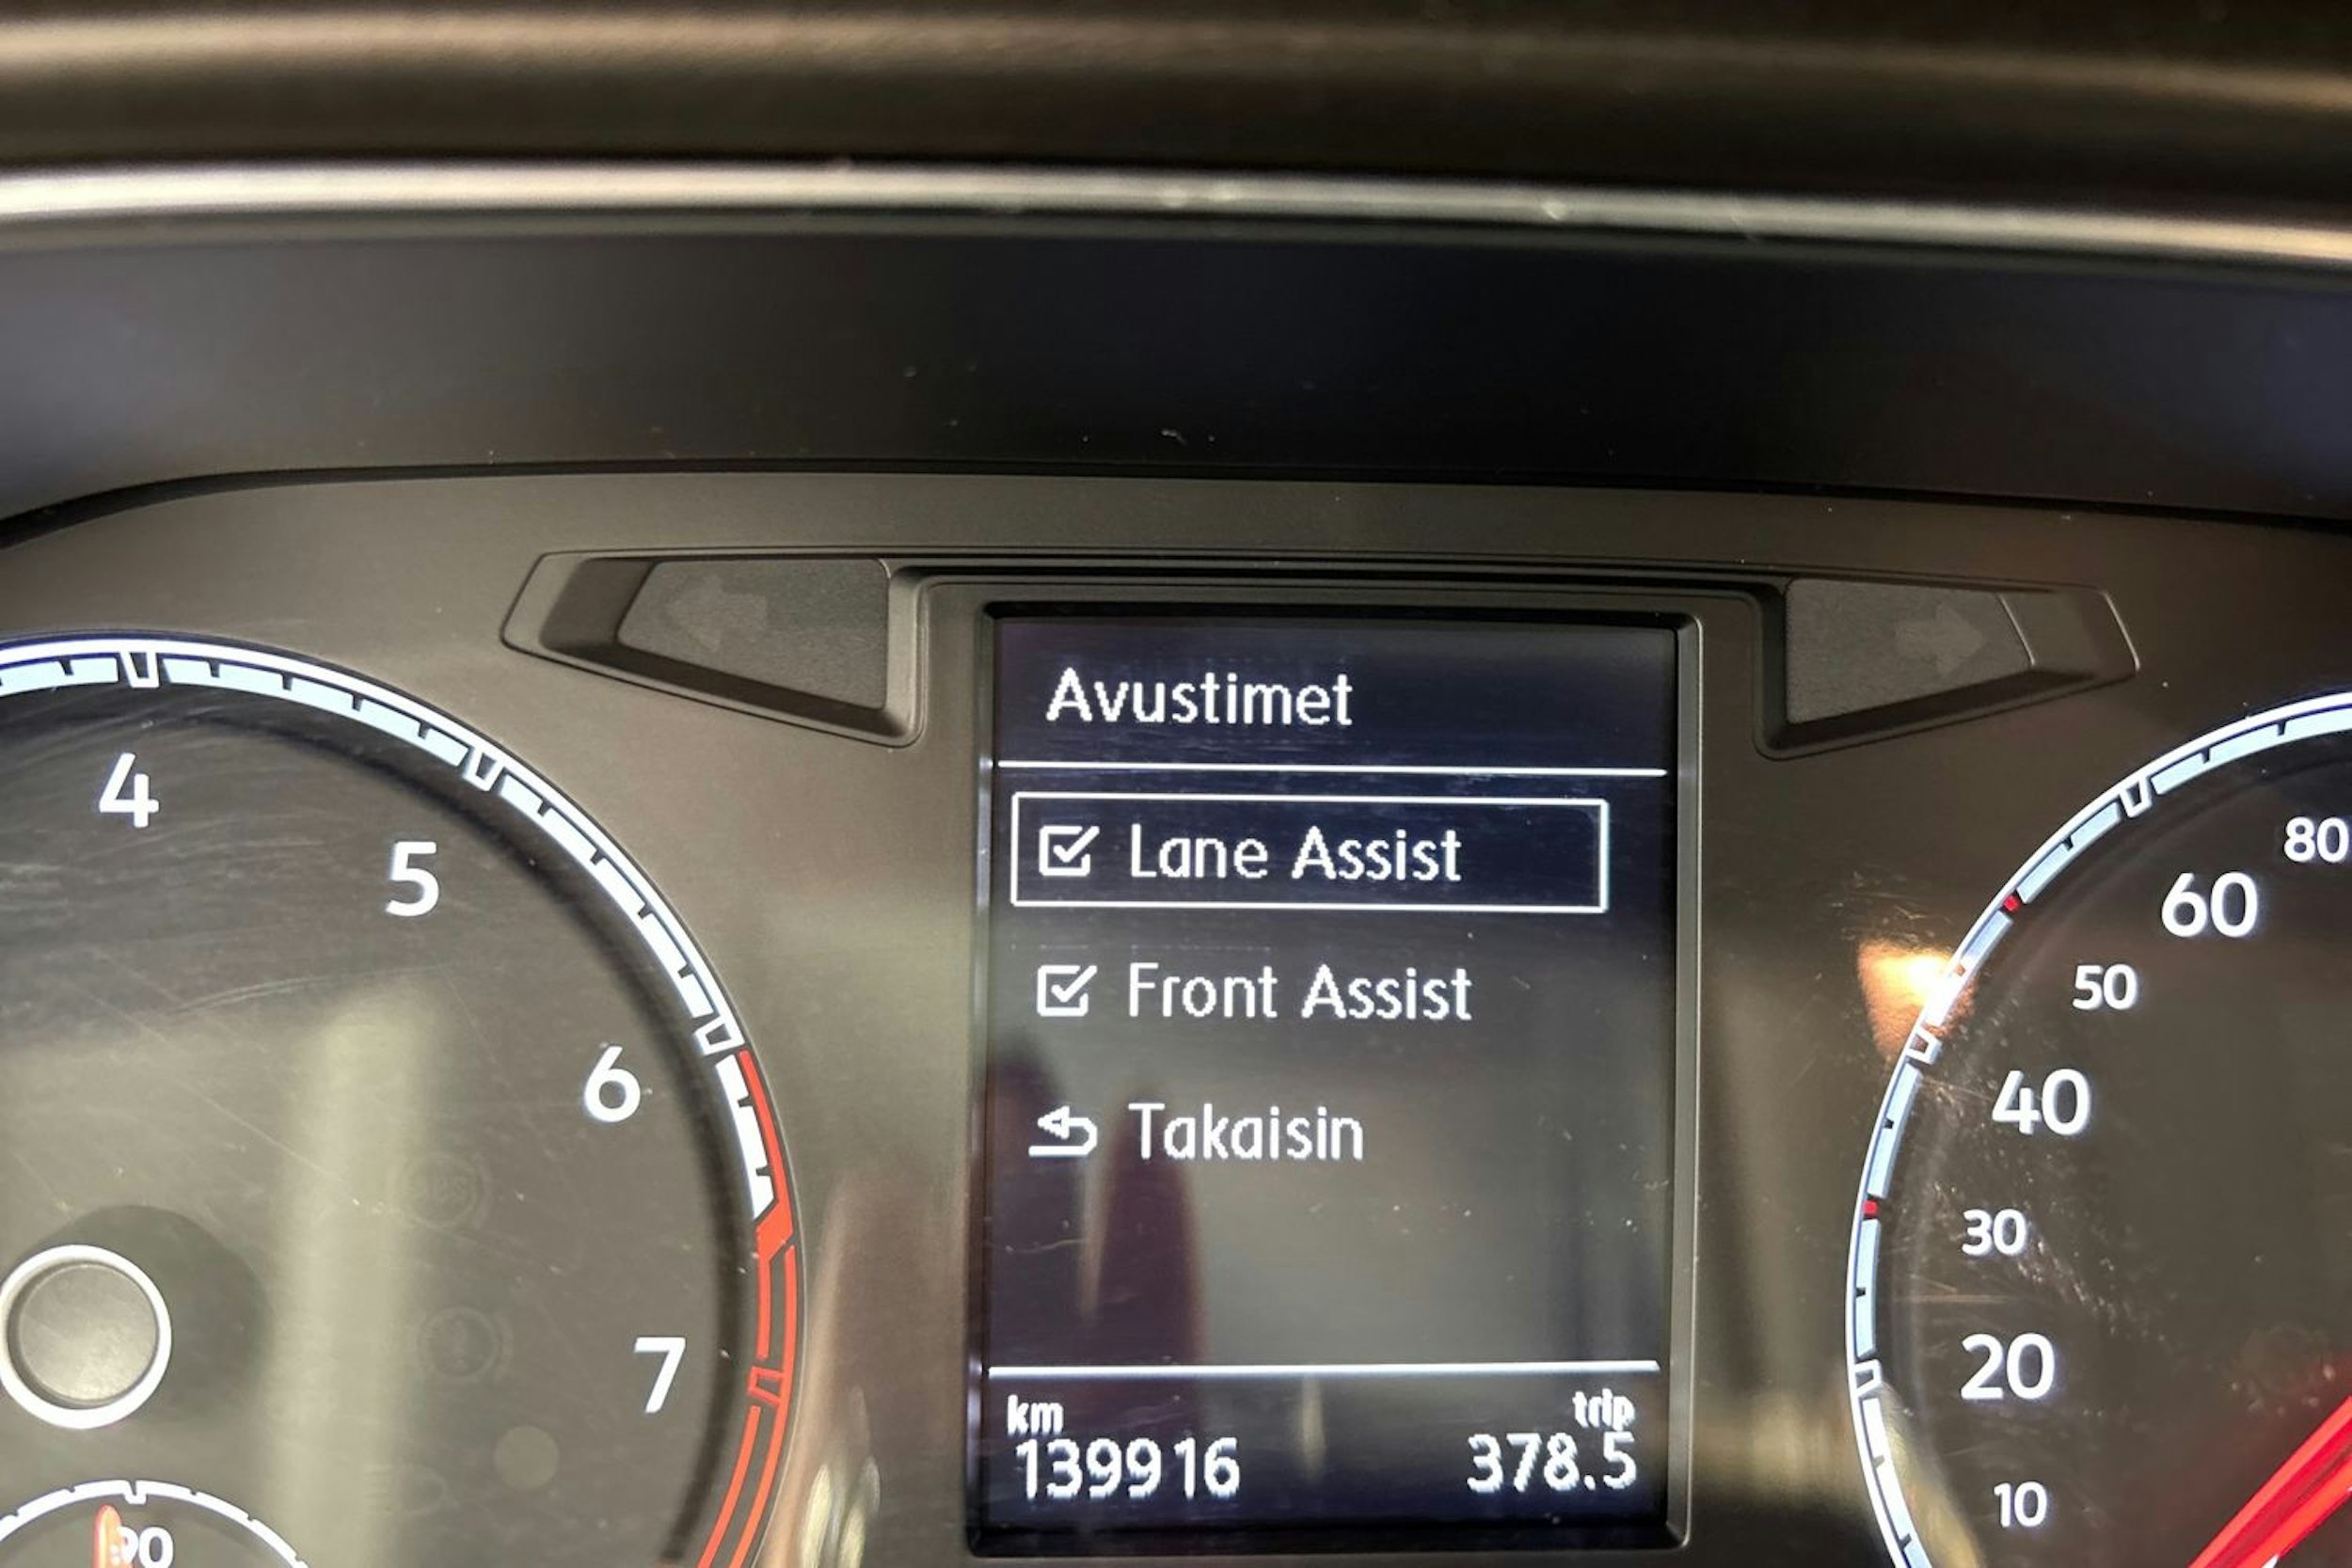 Avustimet
Lane Assist
Front Assist
Takaisin
km trip
139916 378.5
4
5
6
7
90
80
60
50
40
30
20
10